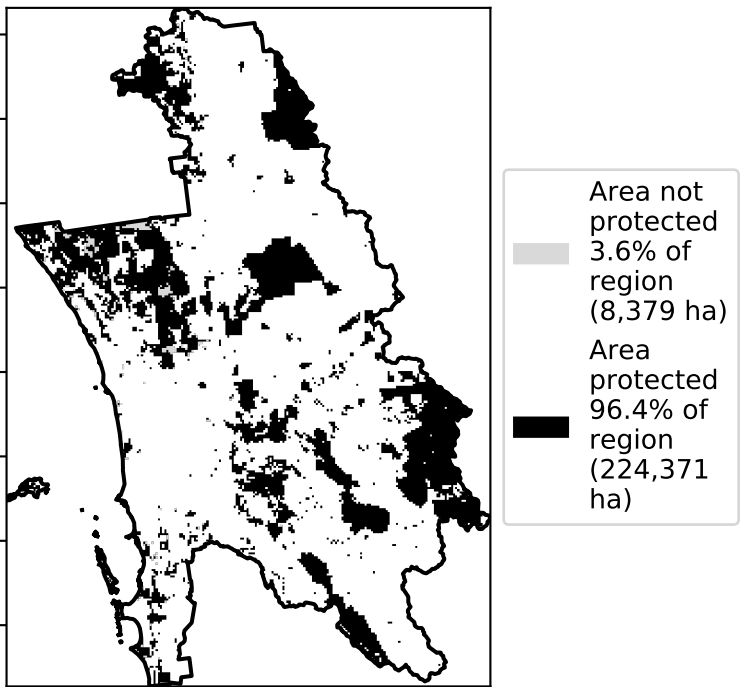 Area not
protected
3.6% of
region
(8,379 ha)
Area
protected
96.4% of
region
(224,371
ha)